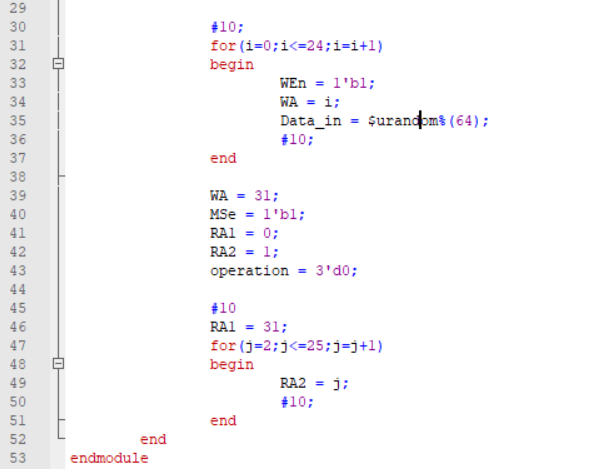 29
30 #10;
31 for(i=0;i<=24;i=i+1)
32 begin
33 WEn = 1'b1;
34 WA = i;
35 Data_in = $urandom%(64);
36 #10;
37 end
38
39 WA = 31;
40 MSe = 1'b1;
41 RA1 = 0;
42 RA2 = 1;
43 operation = 3'd0;
44
45 #10
46 RA1 = 31;
47 for(j=2;j<=25;j=j+1)
48 begin
49 RA2 = j;
50 #10;
51 end
52 end
53 endmodule